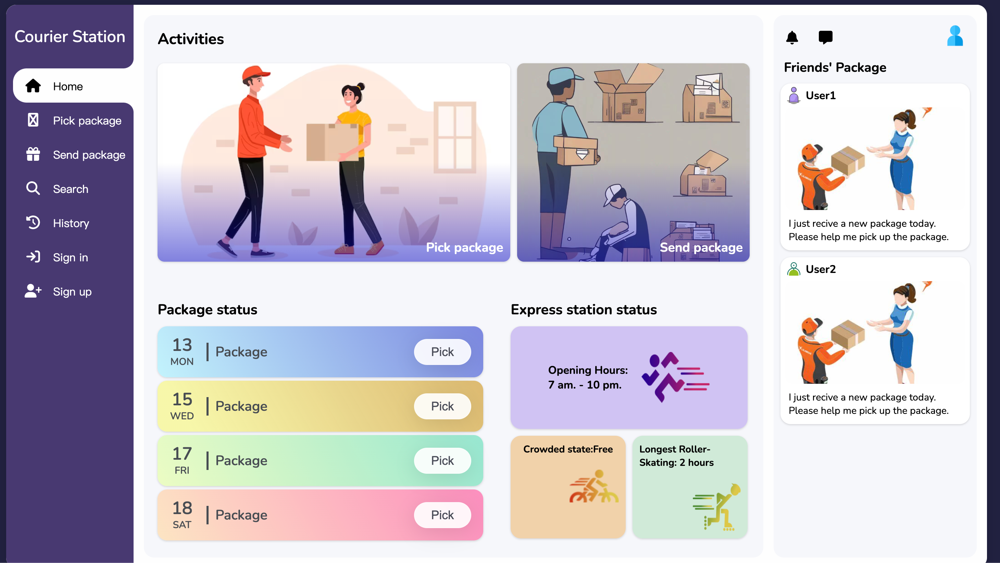 Courier Station
Home
Pick package
Send package
Search
History
Sign in
Sign up
Activities
Pick package
Send package
Package status
13
MON
Package
Pick
15
WED
Package
Pick
17
FRI
Package
Pick
18
SAT
Package
Pick
Express station status
Opening Hours:
7 am. - 10 pm.
Crowded state:Free
Longest Roller-
Skating: 2 hours
Friends' Package
User1
LALAMOVE
I just recive a new package today.
Please help me pick up the package.
User2
LALAMOVE
I just recive a new package today.
Please help me pick up the package.